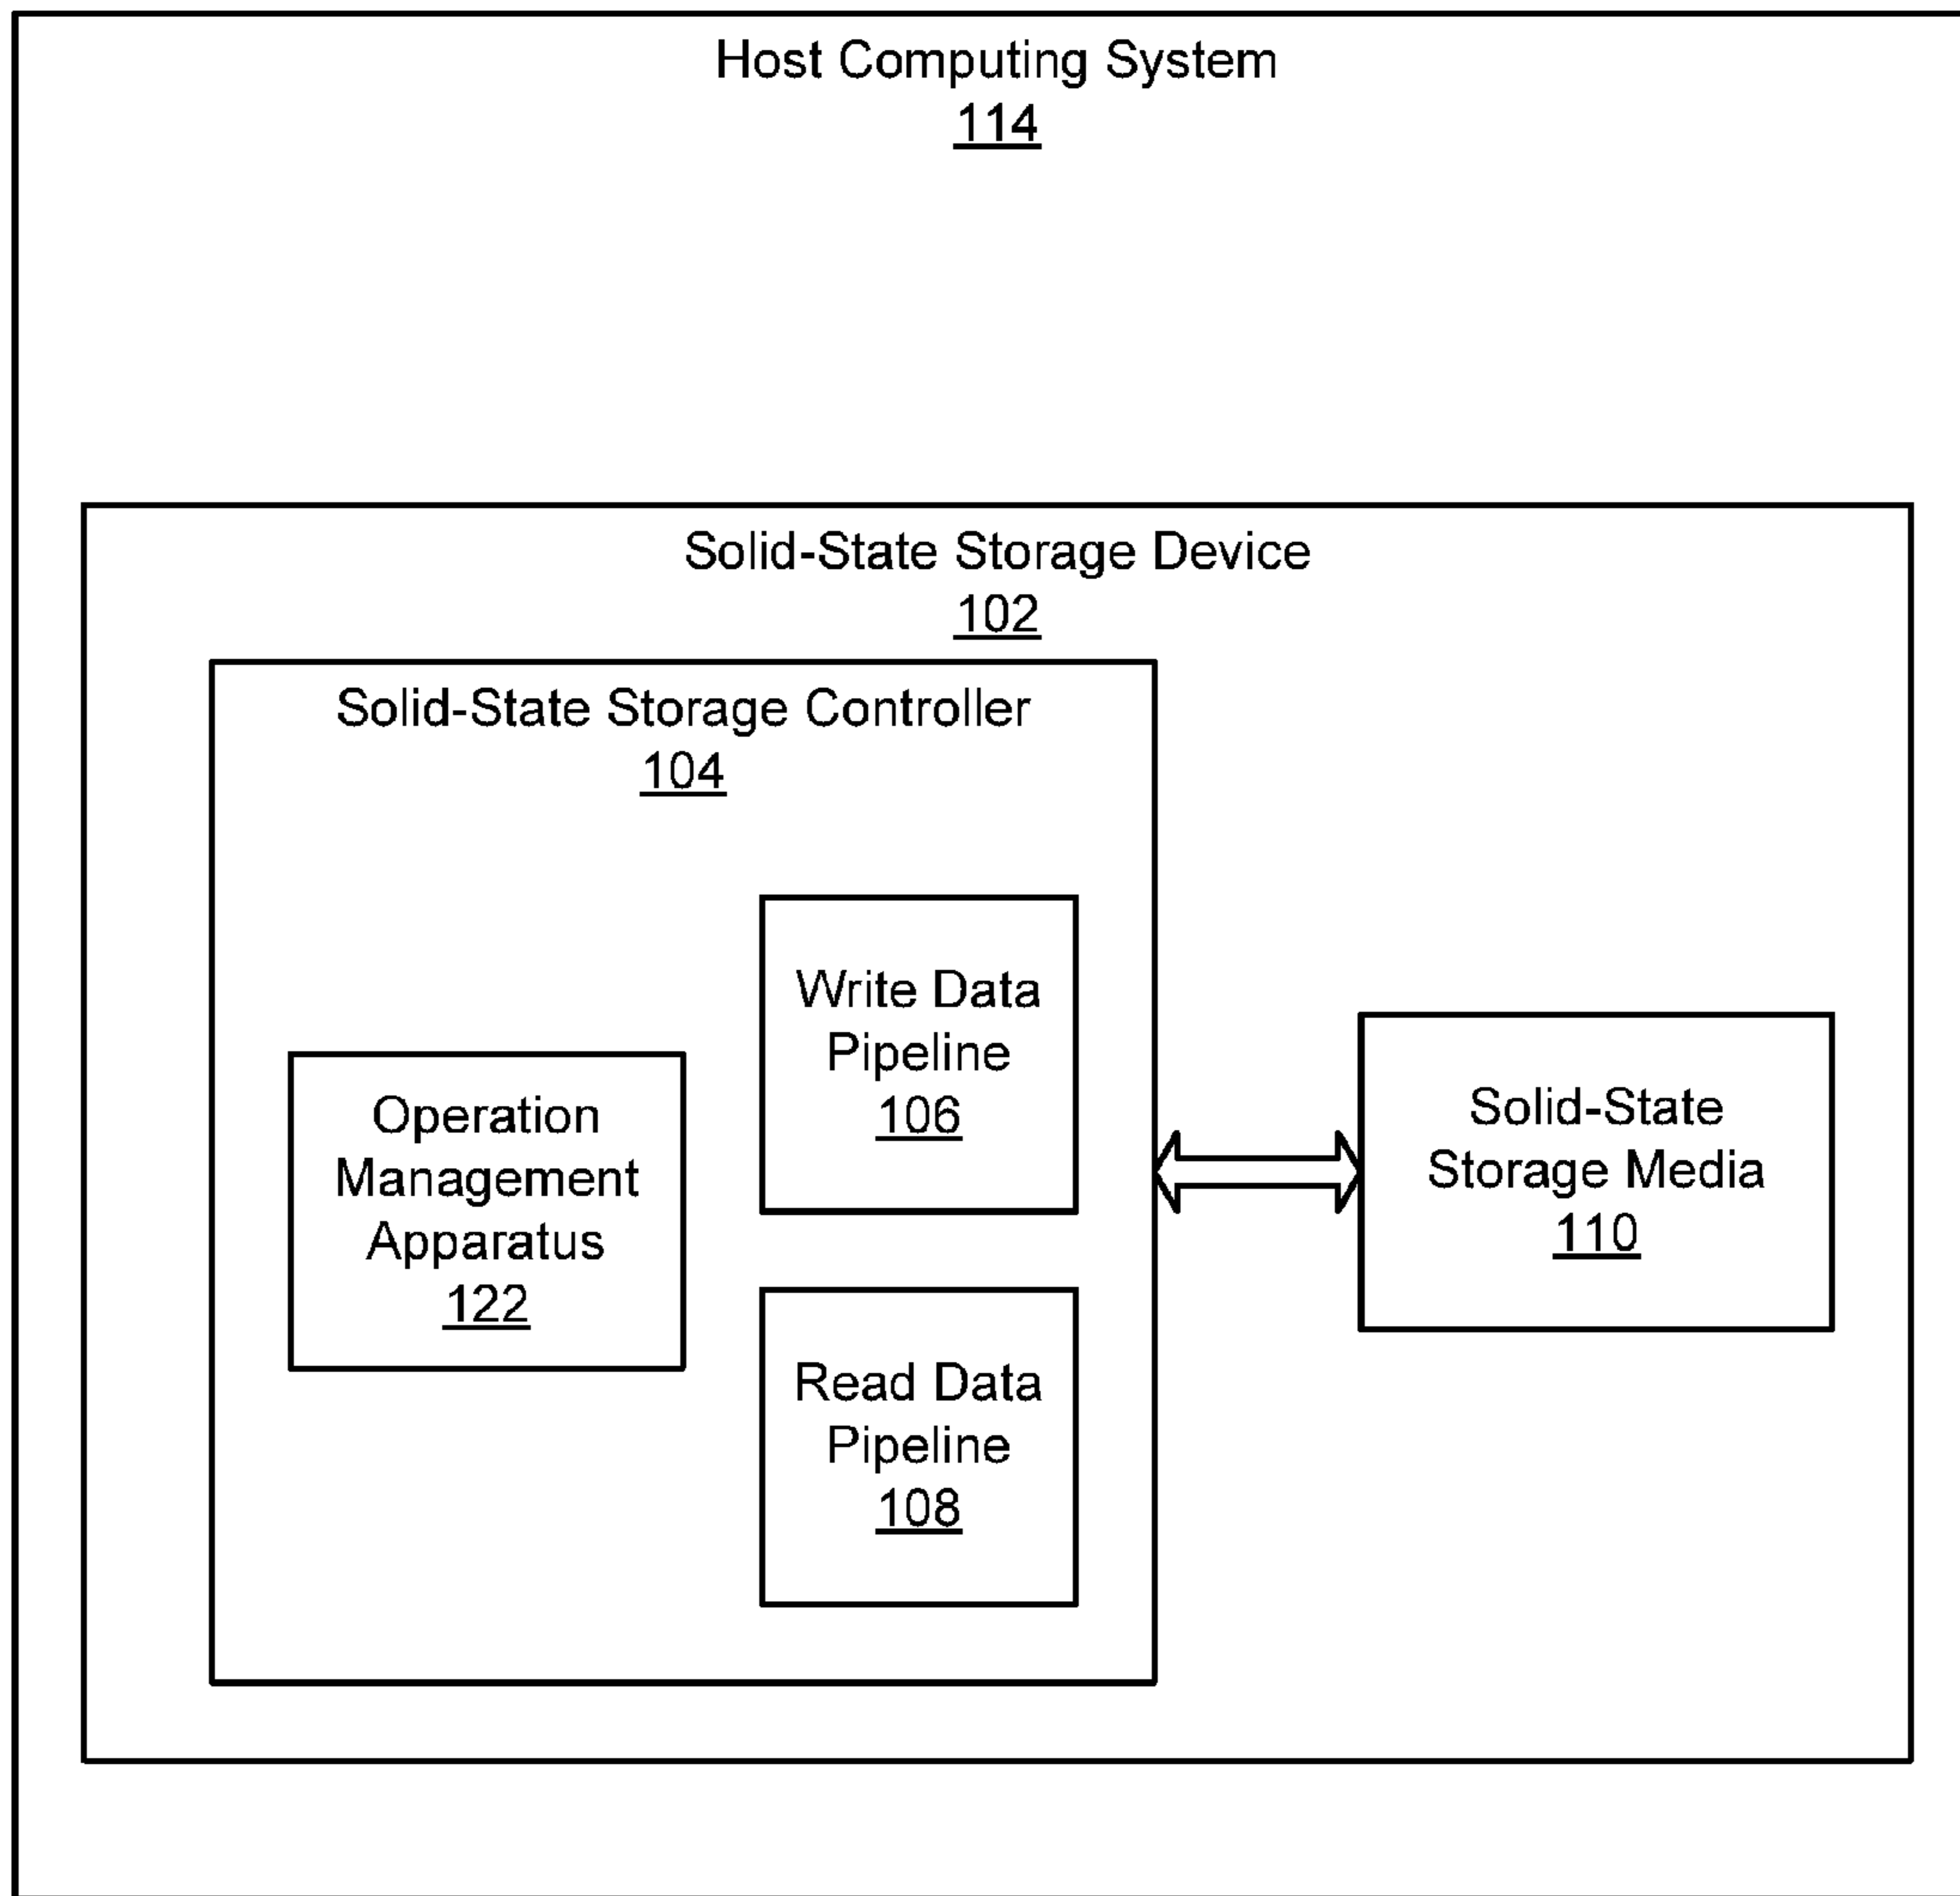 Host Computing System
114
Solid-State Storage Device
102
Solid-State Storage Controller
104
Write Data
Pipeline
106
Operation
Management
Apparatus
122
Read Data
Pipeline
108
Solid-State
Storage Media
110